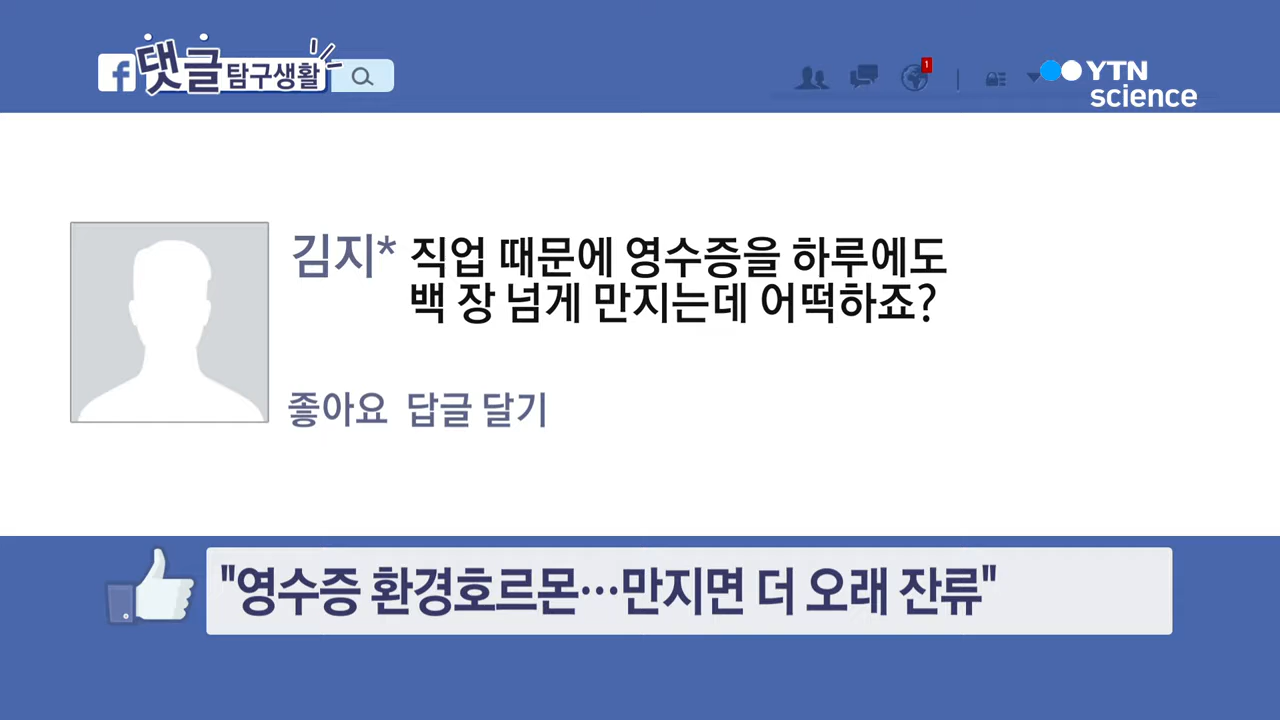 f 댓글 탐구생활
1
YTN
science
김지* 직업 때문에 영수증을 하루에도
백 장 넘게 만지는데 어떡하죠?
좋아요 답글 달기
"영수증 환경호르몬…만지면 더 오래 잔류"